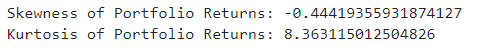 Skewness of Portfolio Returns: -0.44419355931874127
Kurtosis of Portfolio Returns: 8.363115012504826